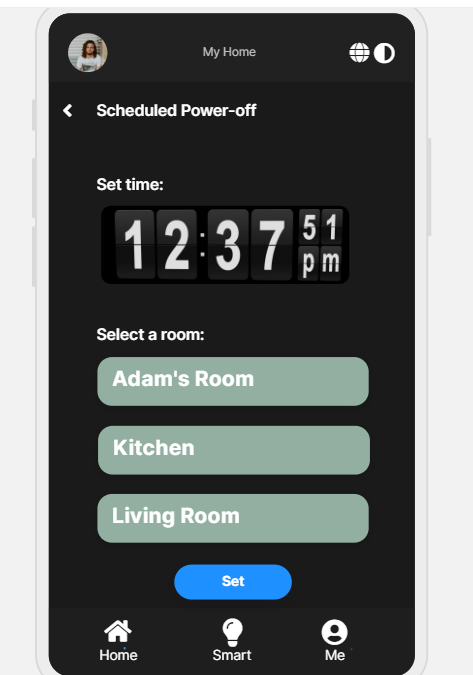 My Home
Scheduled Power-off
Set time:
12:37 51 pm
Select a room:
Adam's Room
Kitchen
Living Room
Set
Home Smart Me